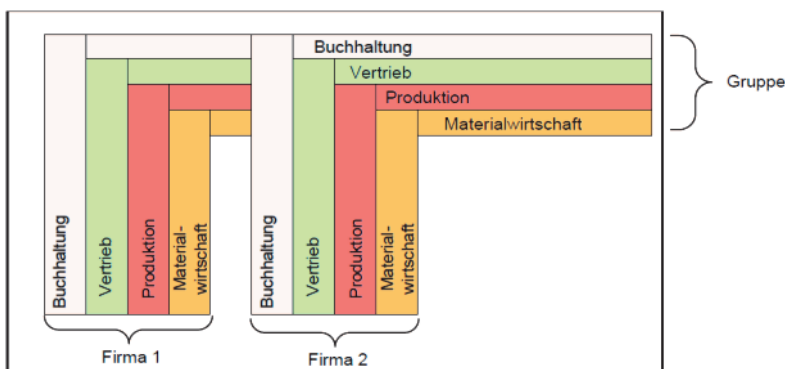 Buchhaltung
Vertrieb
Produktion
Materialwirtschaft
Gruppe
Buchhaltung
Vertrieb
Produktion
Material-
wirtschaft
Buchhaltung
Vertrieb
Produktion
Material-
wirtschaft
Firma 1
Firma 2